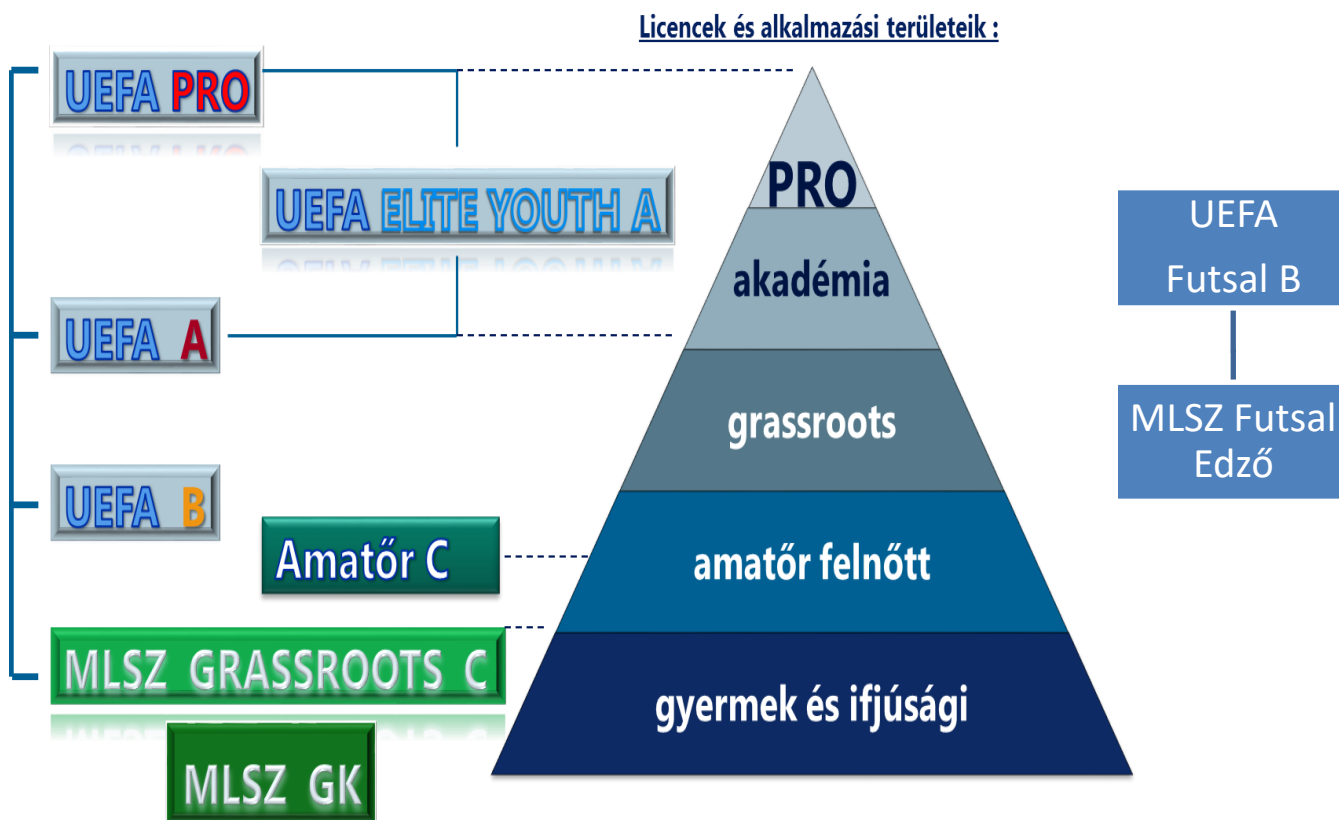 Licencek és alkalmazási területeik :
UEFA PRO
UEFA ELITE YOUTH A
UEFA A
UEFA B
Amatőr C
MLSZ GRASSROOTS C
MLSZ GK
PRO
akadémia
grassroots
amatőr felnőtt
gyermek és ifjúsági
UEFA
Futsal B
MLSZ Futsal
Edző